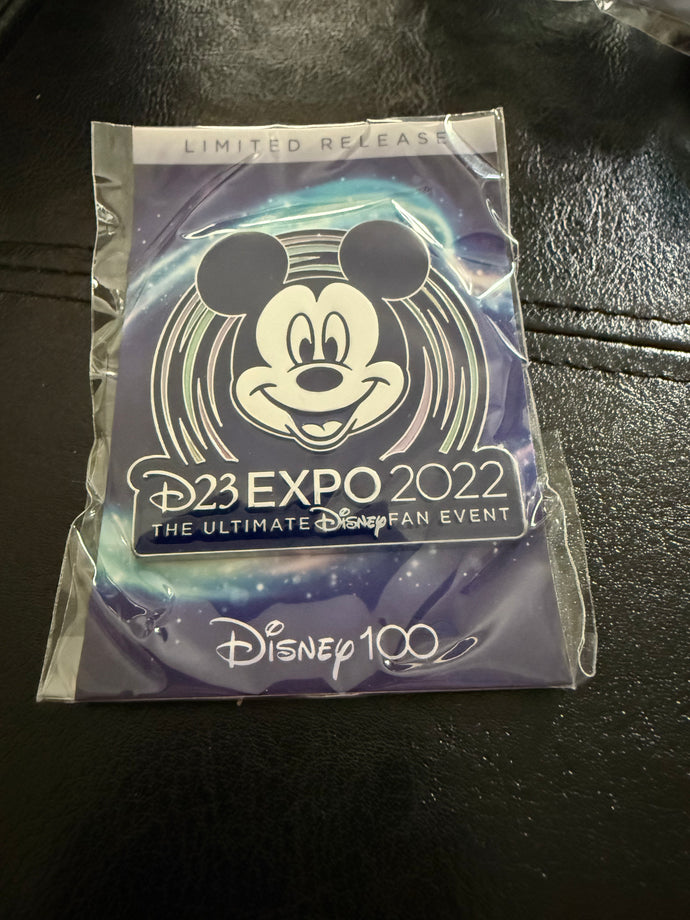 LIMITED RELEASE
D23 EXPO 2022
THE ULTIMATE Disney FAN EVENT
Disney 100